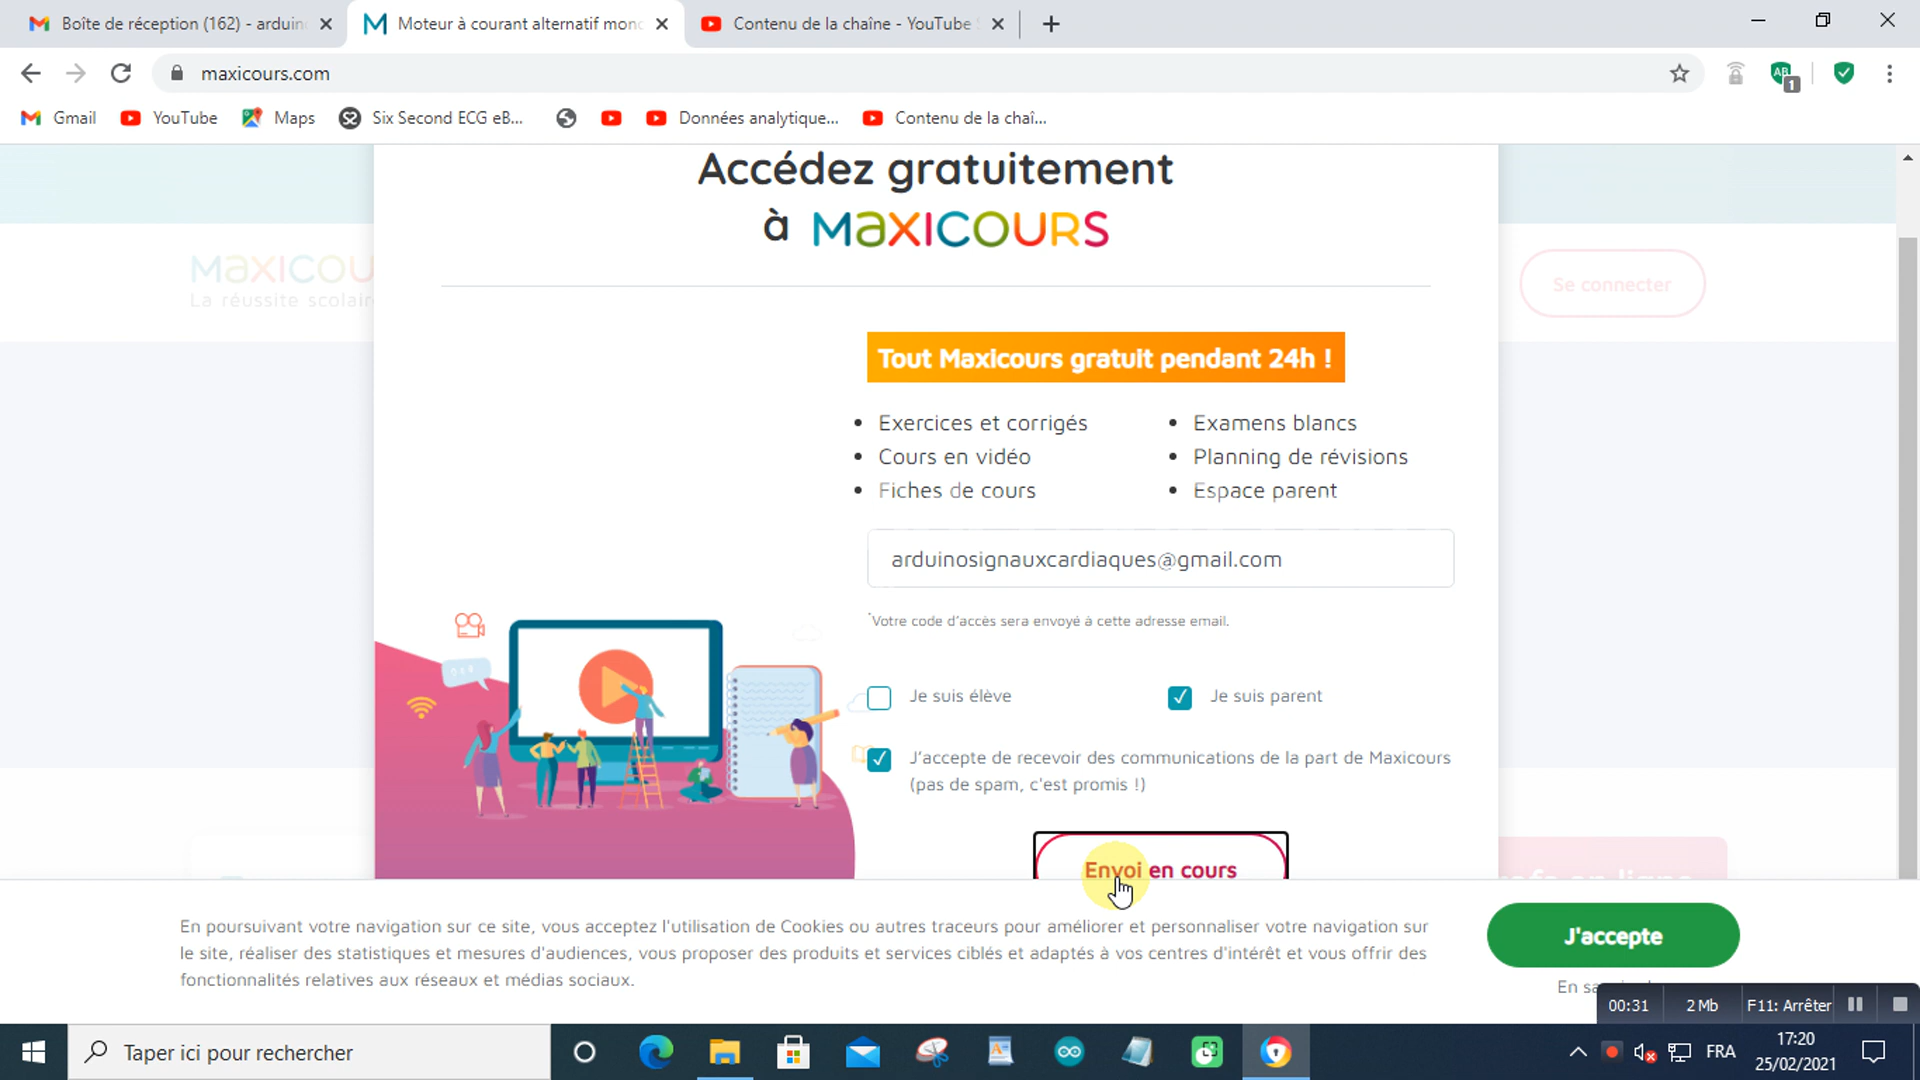 Boîte de réception (162) - arduin
Moteur à courant alternatif mono
Contenu de la chaîne - YouTube S
maxicours.com
Gmail
YouTube
Maps
Six Second ECG eB...
Données analytique...
Contenu de la chaî...
Accédez gratuitement
à MAXICOURS
MAXICOU
La réussite scolair
Se connecter
Tout Maxicours gratuit pendant 24h !
Exercices et corrigés
Examens blancs
Cours en vidéo
Planning de révisions
Fiches de cours
Espace parent
arduinosignauxcardiaques@gmail.com
*Votre code d'accès sera envoyé à cette adresse email.
Je suis élève
Je suis parent
J'accepte de recevoir des communications de la part de Maxicours
(pas de spam, c'est promis !)
Envoi en cours
En poursuivant votre navigation sur ce site, vous acceptez l'utilisation de Cookies ou autres traceurs pour améliorer et personnaliser votre navigation sur
le site, réaliser des statistiques et mesures d'audiences, vous proposer des produits et services ciblés et adaptés à vos centres d'intérêt et vous offrir des
fonctionnalités relatives aux réseaux et médias sociaux.
J'accepte
00:31
2 Mb
F11: Arrêter
Taper ici pour rechercher
FRA
17:20
25/02/2021